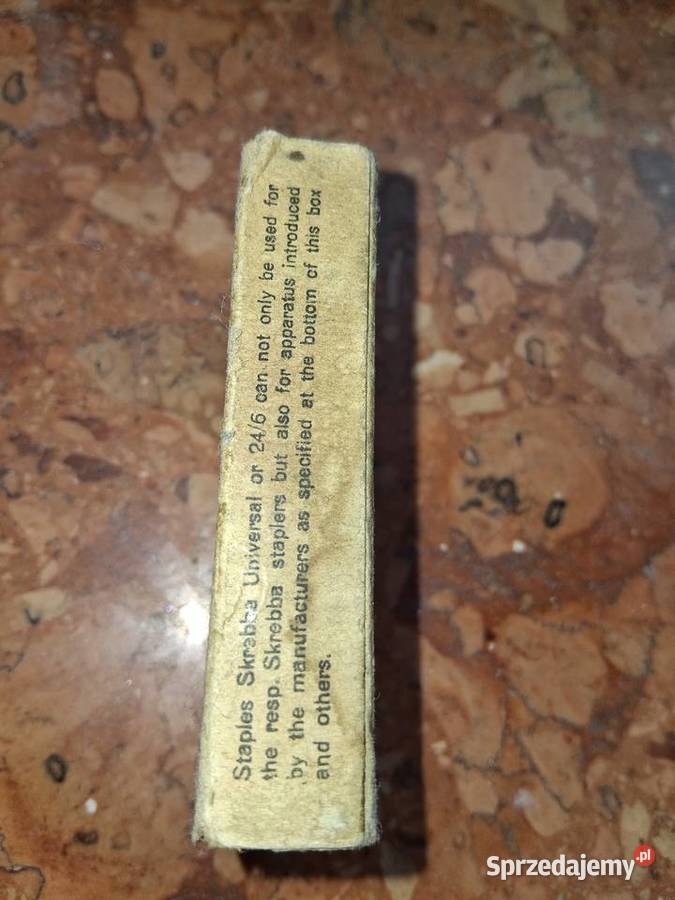 Staples Skrebba Universal or 24/6 can not only be used for
the resp. Skrebba staplers but also for apparatus introduced
by the manufacturers as specified at the bottom of this box
and others.
Sprzedajemy.pl